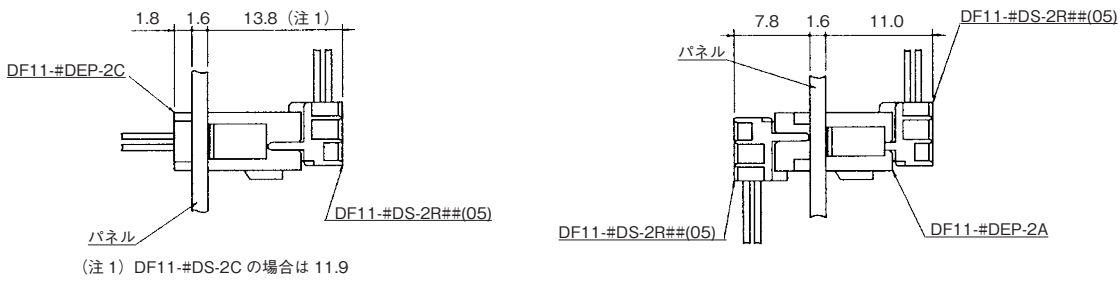 1.8 1.6 13.8（注 1）
DF11-#DEP-2C
DF11-#DS-2R##(05)
パネル
（注 1）DF11-#DS-2C の場合は 11.9
7.8 1.6 11.0
DF11-#DS-2R##(05)
パネル
DF11-#DS-2R##(05)
DF11-#DEP-2A